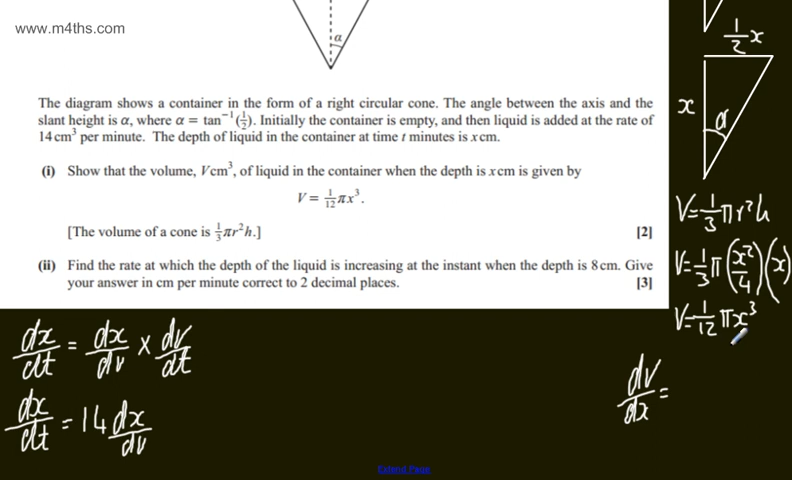 www.m4ths.com
α
1/2 x
x
α
The diagram shows a container in the form of a right circular cone. The angle between the axis and the
slant height is α, where α = tan⁻¹(1/2). Initially the container is empty, and then liquid is added at the rate of
14 cm³ per minute. The depth of liquid in the container at time t minutes is x cm.
(i) Show that the volume, V cm³, of liquid in the container when the depth is x cm is given by
V = 1/12 πx³.
[The volume of a cone is 1/3 πr²h.] [2]
(ii) Find the rate at which the depth of the liquid is increasing at the instant when the depth is 8 cm. Give
your answer in cm per minute correct to 2 decimal places. [3]
V = 1/3 πr²h
V = 1/3 π(x²/4)(x)
V = 1/12 πx³
dx/dt = dx/dv × dv/dt
dx/dt = 14 dx/dv
dv/dx =
Extend Page